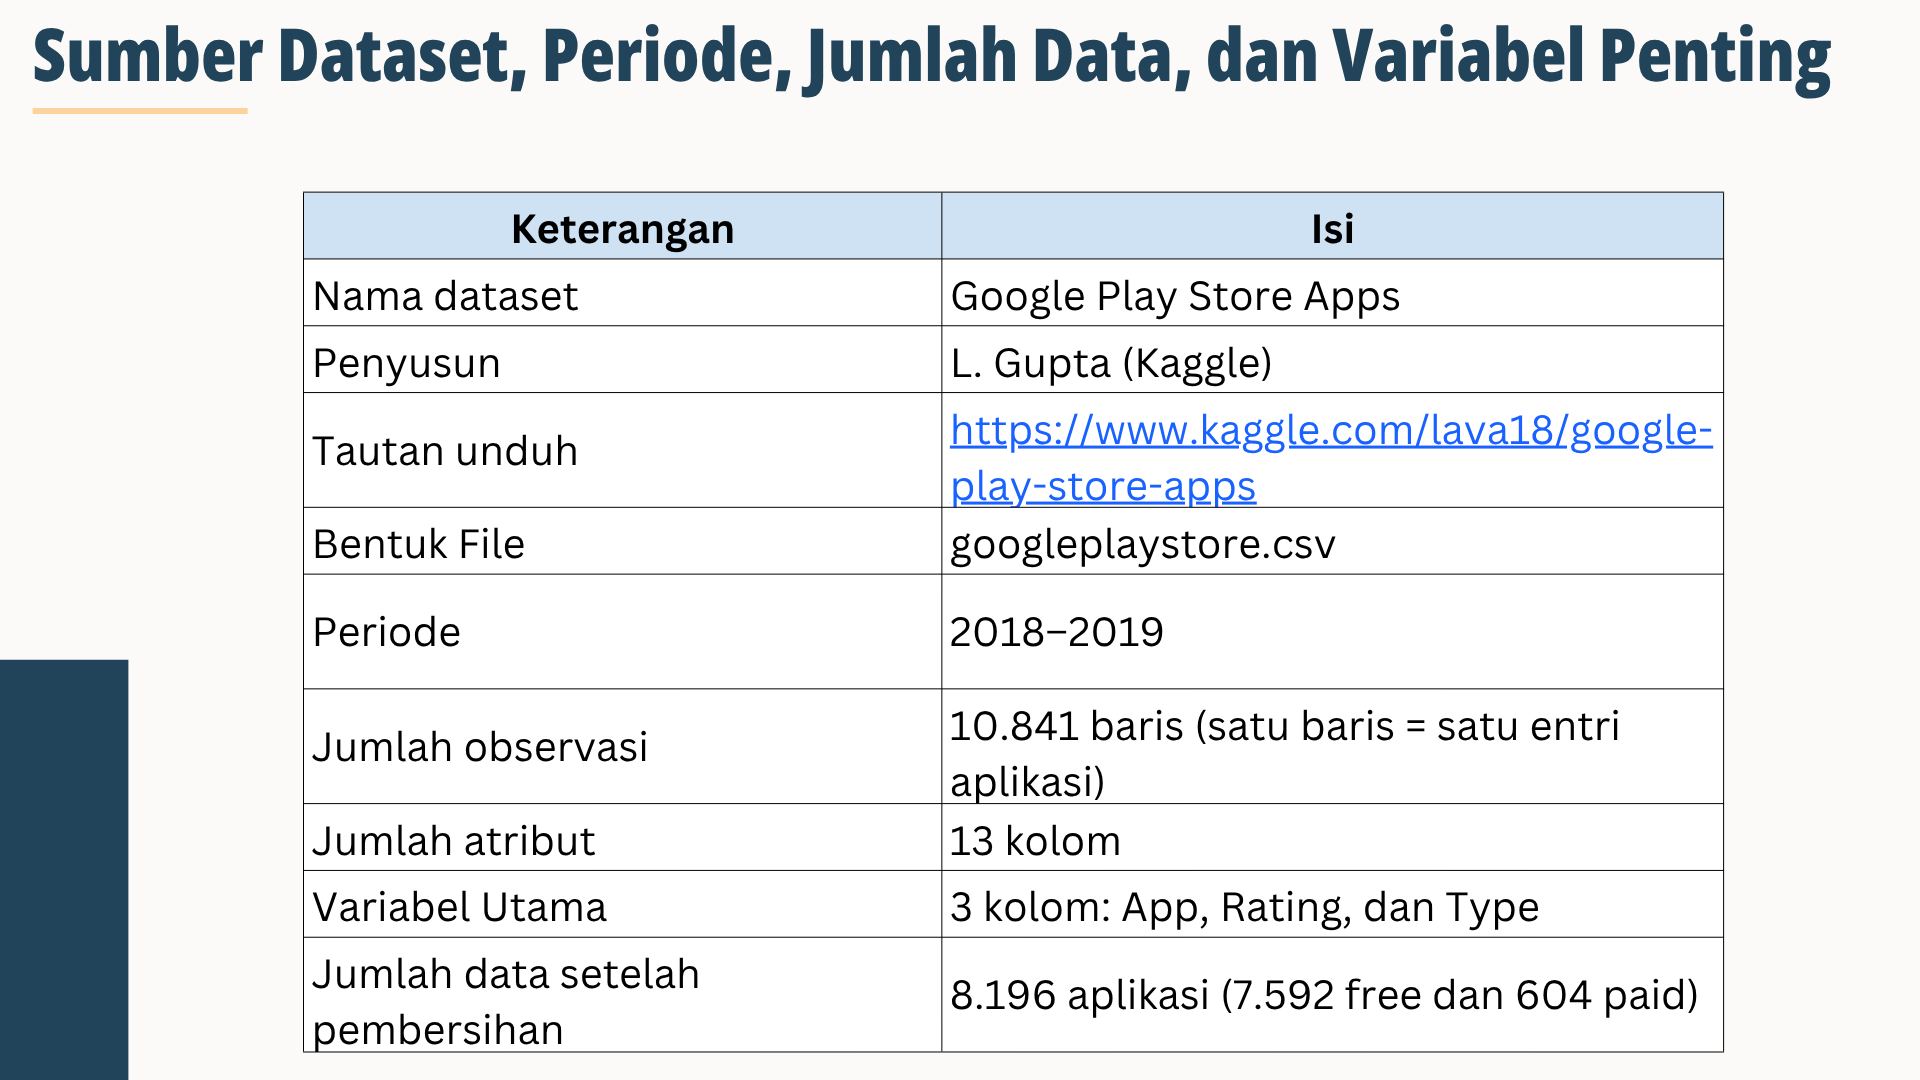 Sumber Dataset, Periode, Jumlah Data, dan Variabel Penting
Keterangan
Isi
Nama dataset
Google Play Store Apps
Penyusun
L. Gupta (Kaggle)
Tautan unduh
https://www.kaggle.com/lava18/google-
play-store-apps
Bentuk File
googleplaystore.csv
Periode
2018–2019
Jumlah observasi
10.841 baris (satu baris = satu entri
aplikasi)
Jumlah atribut
13 kolom
Variabel Utama
3 kolom: App, Rating, dan Type
Jumlah data setelah
pembersihan
8.196 aplikasi (7.592 free dan 604 paid)